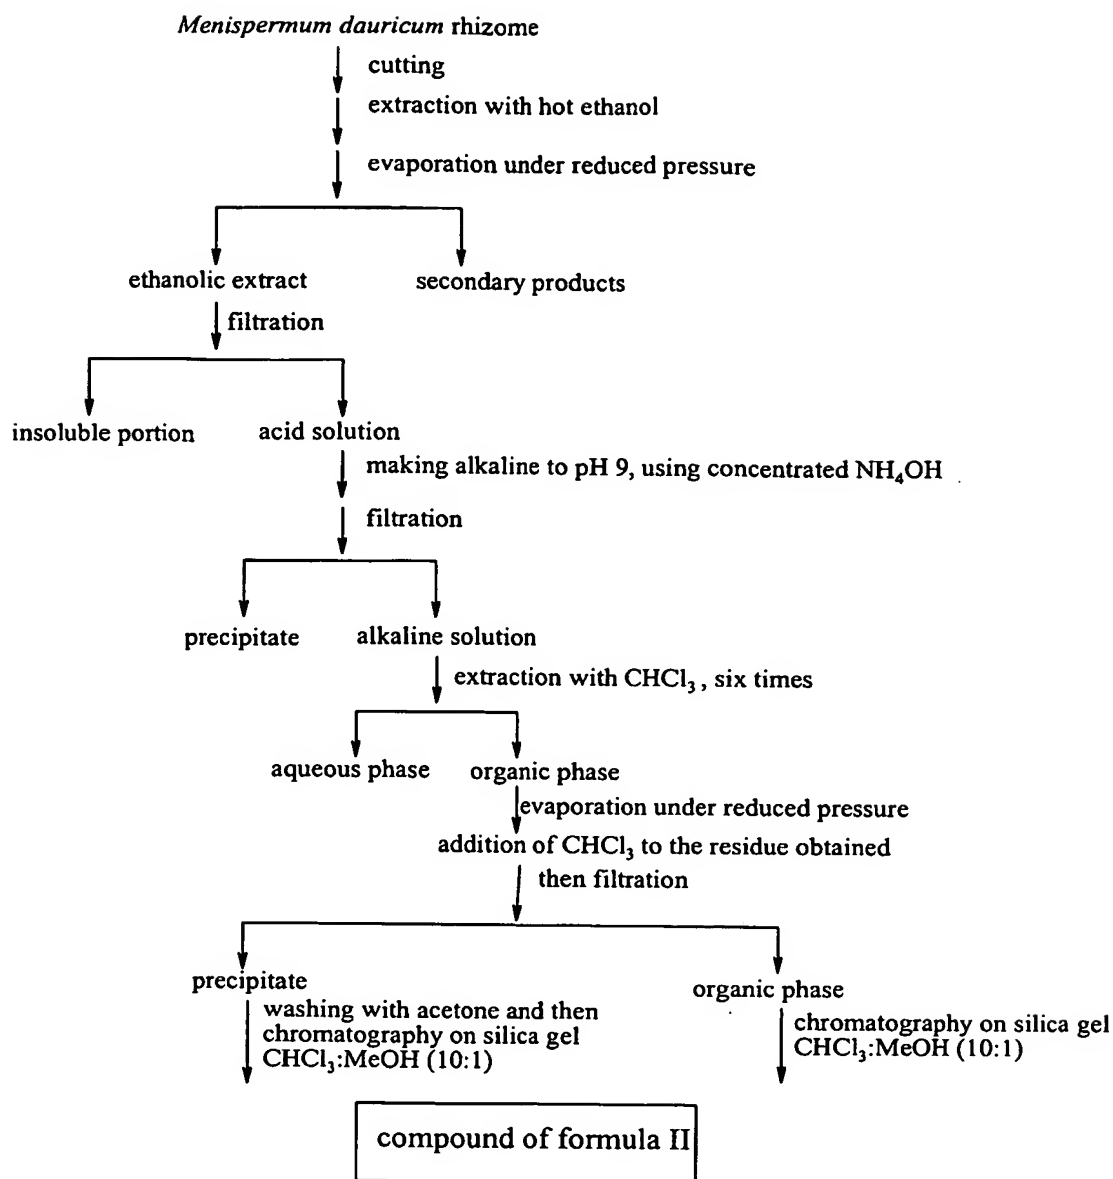 Menispermum dauricum rhizome
cutting
extraction with hot ethanol
evaporation under reduced pressure
ethanolic extract secondary products
filtration
insoluble portion acid solution
making alkaline to pH 9, using concentrated NH₄OH
filtration
precipitate alkaline solution
extraction with CHCl₃ , six times
aqueous phase organic phase
evaporation under reduced pressure
addition of CHCl₃ to the residue obtained
then filtration
precipitate
organic phase
washing with acetone and then
chromatography on silica gel
CHCl₃:MeOH (10:1)
chromatography on silica gel
CHCl₃:MeOH (10:1)
compound of formula II